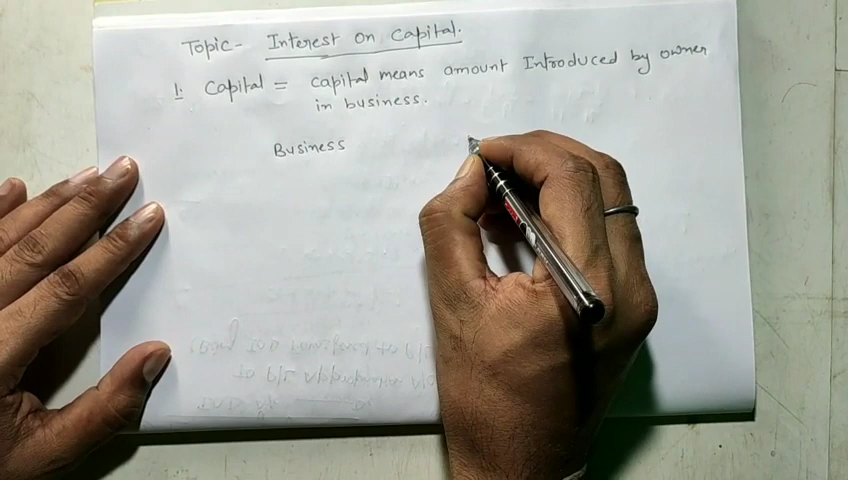 Topic- Interest On Capital.
1. Capital = capital means amount Introduced by owner
in business.
Business